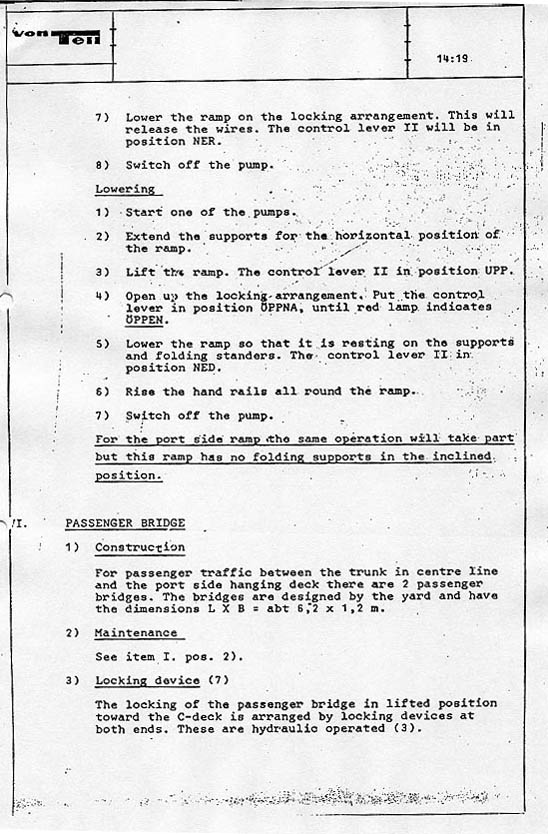 von Tell
14:19
7) Lower the ramp on the locking arrangement. This will
release the wires. The control lever II will be in
position NER.
8) Switch off the pump.
Lowering
1) Start one of the pumps.
2) Extend the supports for the horizontal position of
the ramp.
3) Lift the ramp. The control lever II in position UPP.
4) Open up the locking arrangement. Put the control
lever in position ÖPPNA, until red lamp indicates
ÖPPEN.
5) Lower the ramp so that it is resting on the supports
and folding standers. The control lever II in
position NED.
6) Rise the hand rails all round the ramp.
7) Switch off the pump.
For the port side ramp the same operation will take part
but this ramp has no folding supports in the inclined
position.
VI. PASSENGER BRIDGE
1) Construction
For passenger traffic between the trunk in centre line
and the port side hanging deck there are 2 passenger
bridges. The bridges are designed by the yard and have
the dimensions L X B = abt 6,2 x 1,2 m.
2) Maintenance
See item I. pos. 2).
3) Locking device (7)
The locking of the passenger bridge in lifted position
toward the C-deck is arranged by locking devices at
both ends. These are hydraulic operated (3).